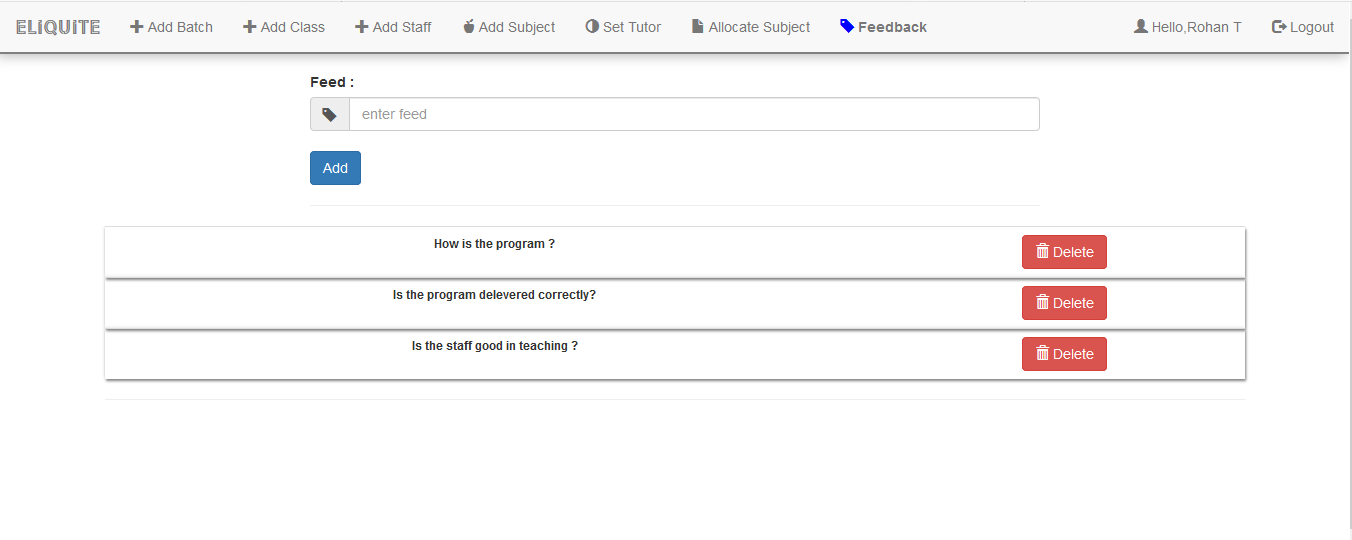 ELiQUiTE Add Batch Add Class Add Staff Add Subject Set Tutor Allocate Subject Feedback Hello,Rohan T Logout
Feed :
enter feed
Add
How is the program ? Delete
Is the program delevered correctly? Delete
Is the staff good in teaching ? Delete